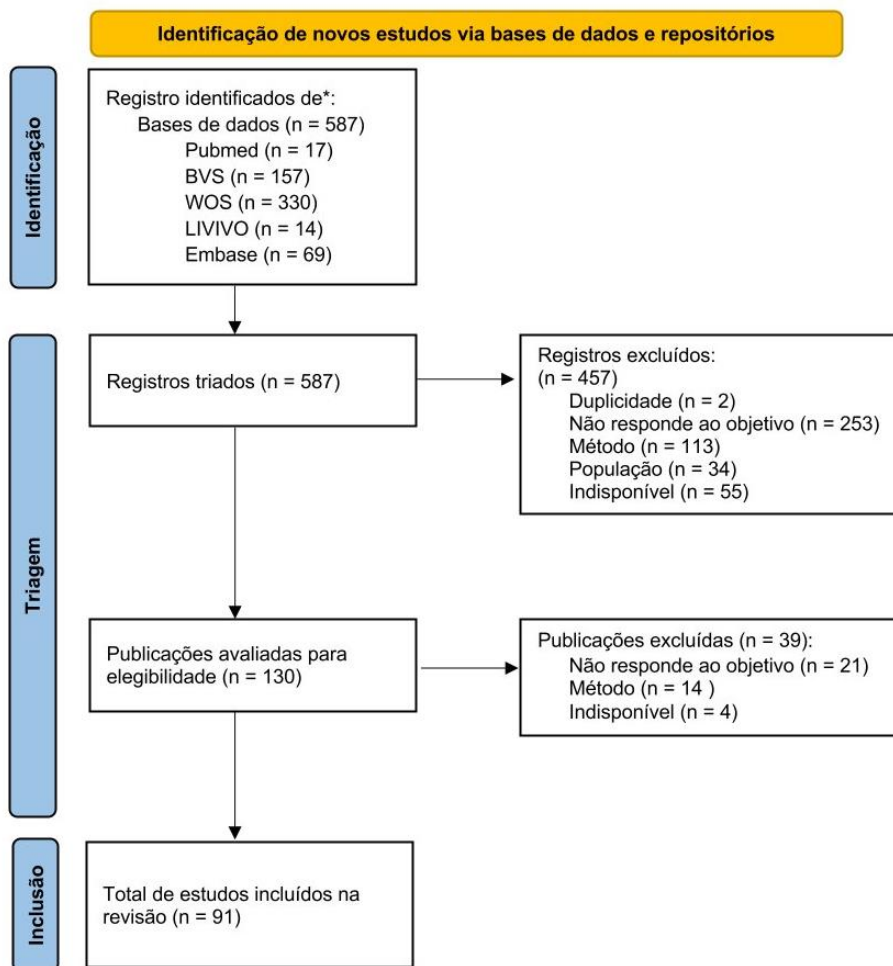 Identificação de novos estudos via bases de dados e repositórios
Identificação
Registro identificados de*:
Bases de dados (n = 587)
Pubmed (n = 17)
BVS (n = 157)
WOS (n = 330)
LIVIVO (n = 14)
Embase (n = 69)
Triagem
Registros triados (n = 587)
Registros excluídos:
(n = 457)
Duplicidade (n = 2)
Não responde ao objetivo (n = 253)
Método (n = 113)
População (n = 34)
Indisponível (n = 55)
Publicações avaliadas para
elegibilidade (n = 130)
Publicações excluídas (n = 39):
Não responde ao objetivo (n = 21)
Método (n = 14 )
Indisponível (n = 4)
Inclusão
Total de estudos incluídos na
revisão (n = 91)